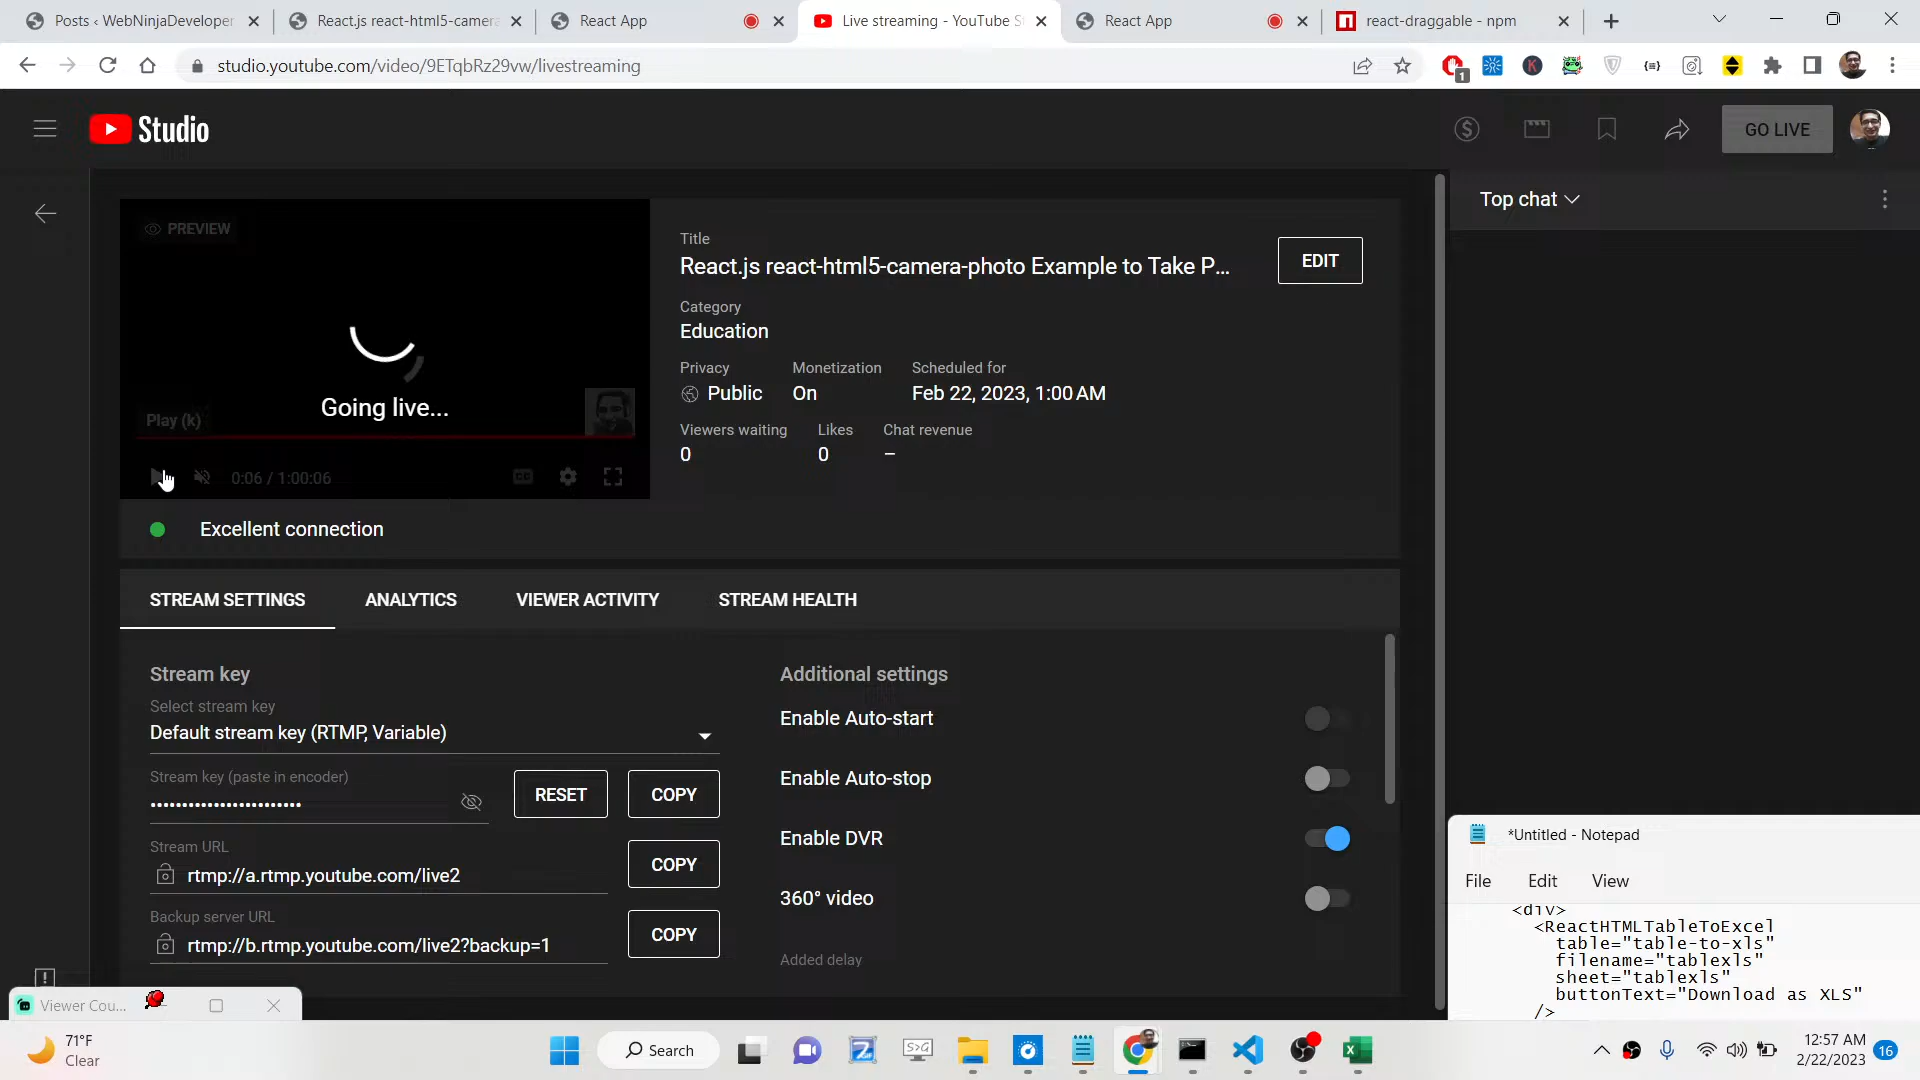 Posts ‹ WebNinjaDeveloper
React.js react-html5-camera
React App
Live streaming - YouTube S
React App
react-draggable - npm
studio.youtube.com/video/9ETqbRz29vw/livestreaming
1
Studio
GO LIVE
PREVIEW
Going live...
Play (k)
0:06 / 1:00:06
Title
React.js react-html5-camera-photo Example to Take P...
EDIT
Category
Education
Privacy
Monetization
Scheduled for
Public
On
Feb 22, 2023, 1:00 AM
Viewers waiting
Likes
Chat revenue
0
0
–
Top chat
Excellent connection
STREAM SETTINGS
ANALYTICS
VIEWER ACTIVITY
STREAM HEALTH
Stream key
Select stream key
Default stream key (RTMP, Variable)
Stream key (paste in encoder)
••••••••••••••••••••••••
RESET
COPY
Stream URL
rtmp://a.rtmp.youtube.com/live2
COPY
Backup server URL
rtmp://b.rtmp.youtube.com/live2?backup=1
COPY
Additional settings
Enable Auto-start
Enable Auto-stop
Enable DVR
360° video
Added delay
*Untitled - Notepad
File
Edit
View
<div>
<ReactHTMLTableToExcel
table="table-to-xls"
filename="tablexls"
sheet="tablexls"
buttonText="Download as XLS"
/>
Viewer Cou...
71°F
Clear
Search
S>G
12:57 AM
2/22/2023
16